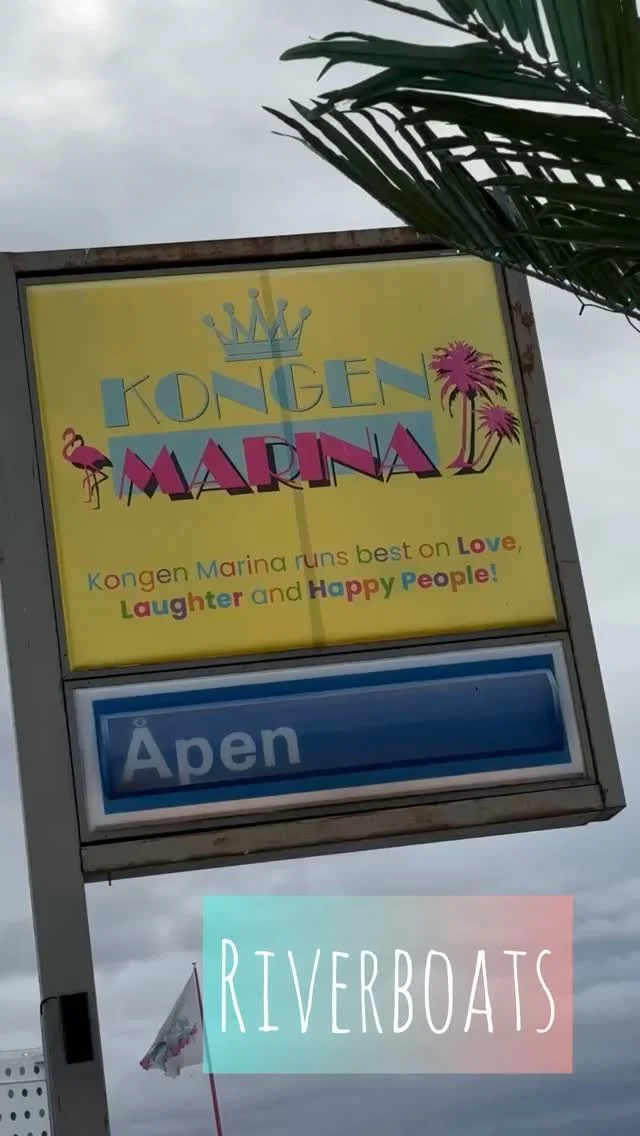 KONGEN
MARINA
Kongen Marina runs best on Love,
Laughter and Happy People!
Åpen
RIVERBOATS